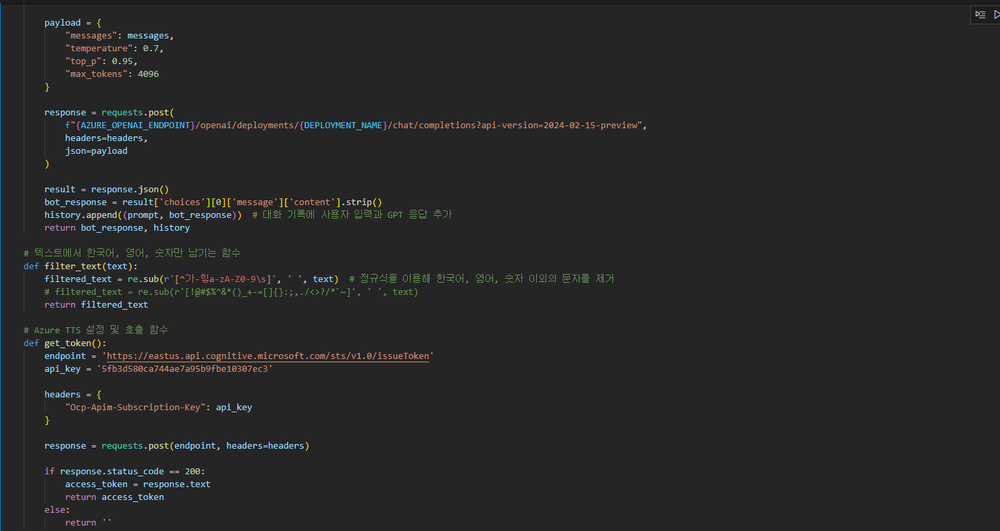 payload = {
"messages": messages,
"temperature": 0.7,
"top_p": 0.95,
"max_tokens": 4096
}
response = requests.post(
f"{AZURE_OPENAI_ENDPOINT}/openai/deployments/{DEPLOYMENT_NAME}/chat/completions?api-version=2024-02-15-preview",
headers=headers,
json=payload
)
result = response.json()
bot_response = result['choices'][0]['message']['content'].strip()
history.append((prompt, bot_response))  # 대화 기록에 사용자 입력과 GPT 응답 추가
return bot_response, history
# 텍스트에서 한국어, 영어, 숫자만 남기는 함수
def filter_text(text):
filtered_text = re.sub(r'[^가-힣a-zA-Z0-9\s]', ' ', text)  # 정규식을 이용해 한국어, 영어, 숫자 이외의 문자를 제거
# filtered_text = re.sub(r'[!@#$%^&*()_+-=[]{}:;,./<>?/*`~]', ' ', text)
return filtered_text
# Azure TTS 설정 및 호출 함수
def get_token():
endpoint = 'https://eastus.api.cognitive.microsoft.com/sts/v1.0/issueToken'
api_key = '5fb3d580ca744ae7a95b9fbe10307ec3'
headers = {
"Ocp-Apim-Subscription-Key": api_key
}
response = requests.post(endpoint, headers=headers)
if response.status_code == 200:
access_token = response.text
return access_token
else:
return ''